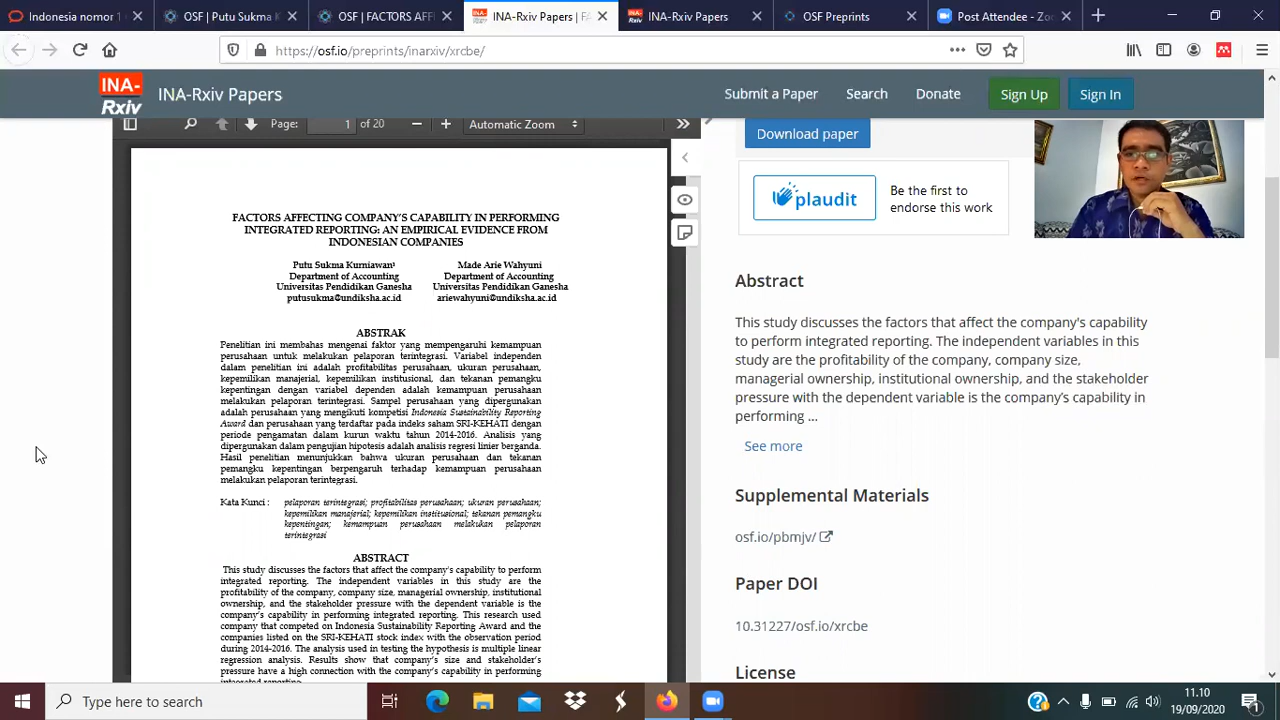 Indonesia nomor
OSF | Putu Sukma K
OSF | FACTORS AFFE
INA-Rxiv Papers | FA
INA-Rxiv Papers
OSF Preprints
Post Attendee - Zoo
https://osf.io/preprints/inarxiv/xrcbe/
INA-
Rxiv
INA-Rxiv Papers
Submit a Paper
Search
Donate
Sign Up
Sign In
Page:
1
of 20
Automatic Zoom
FACTORS AFFECTING COMPANY'S CAPABILITY IN PERFORMING
INTEGRATED REPORTING: AN EMPIRICAL EVIDENCE FROM
INDONESIAN COMPANIES
Putu Sukma Kurniawan¹
Department of Accounting
Universitas Pendidikan Ganesha
putusukma@undiksha.ac.id
Made Arie Wahyuni
Department of Accounting
Universitas Pendidikan Ganesha
ariewahyuni@undiksha.ac.id
ABSTRAK
Penelitian ini membahas mengenai faktor yang mempengaruhi kemampuan
perusahaan untuk melakukan pelaporan terintegrasi. Variabel independen
dalam penelitian ini adalah profitabilitas perusahaan, ukuran perusahaan,
kepemilikan manajerial, kepemilikan institusional, dan tekanan pemangku
kepentingan dengan variabel dependen adalah kemampuan perusahaan
melakukan pelaporan terintegrasi. Sampel perusahaan yang dipergunakan
adalah perusahaan yang mengikuti kompetisi Indonesia Sustainability Reporting
Award dan perusahaan yang terdaftar pada indeks saham SRI-KEHATI dengan
periode pengamatan dalam kurun waktu tahun 2014-2016. Analisis yang
dipergunakan dalam pengujian hipotesis adalah analisis regresi linier berganda.
Hasil penelitian menunjukkan bahwa ukuran perusahaan dan tekanan
pemangku kepentingan berpengaruh terhadap kemampuan perusahaan
melakukan pelaporan terintegrasi.
Kata Kunci : pelaporan terintegrasi; profitabilitas perusahaan; ukuran perusahaan;
kepemilikan manajerial; kepemilikan institusional; tekanan pemangku
kepentingan; kemampuan perusahaan melakukan pelaporan
terintegrasi
ABSTRACT
This study discusses the factors that affect the company's capability to perform
integrated reporting. The independent variables in this study are the
profitability of the company, company size, managerial ownership, institutional
ownership, and the stakeholder pressure with the dependent variable is the
company's capability in performing integrated reporting. This research used
company that competed on Indonesia Sustainability Reporting Award and the
companies listed on the SRI-KEHATI stock index with the observation period
during 2014-2016. The analysis used in testing the hypothesis is multiple linear
regression analysis. Results show that company's size and stakeholder's
pressure have a high connection with the company's capability in performing
integrated reporting.
Download paper
plaudit
Be the first to
endorse this work
Abstract
This study discusses the factors that affect the company's capability
to perform integrated reporting. The independent variables in this
study are the profitability of the company, company size,
managerial ownership, institutional ownership, and the stakeholder
pressure with the dependent variable is the company's capability in
performing ...
See more
Supplemental Materials
osf.io/pbmjv/
Paper DOI
10.31227/osf.io/xrcbe
License
Type here to search
11.10
19/09/2020
1